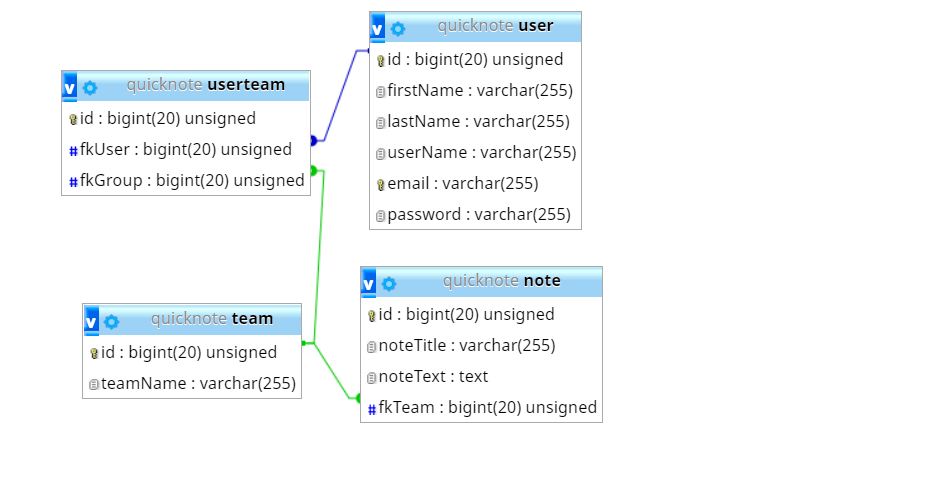 v quicknote user
id : bigint(20) unsigned
firstName : varchar(255)
lastName : varchar(255)
userName : varchar(255)
email : varchar(255)
password : varchar(255)
v quicknote userteam
id : bigint(20) unsigned
# fkUser : bigint(20) unsigned
# fkGroup : bigint(20) unsigned
v quicknote note
id : bigint(20) unsigned
noteTitle : varchar(255)
noteText : text
# fkTeam : bigint(20) unsigned
v quicknote team
id : bigint(20) unsigned
teamName : varchar(255)